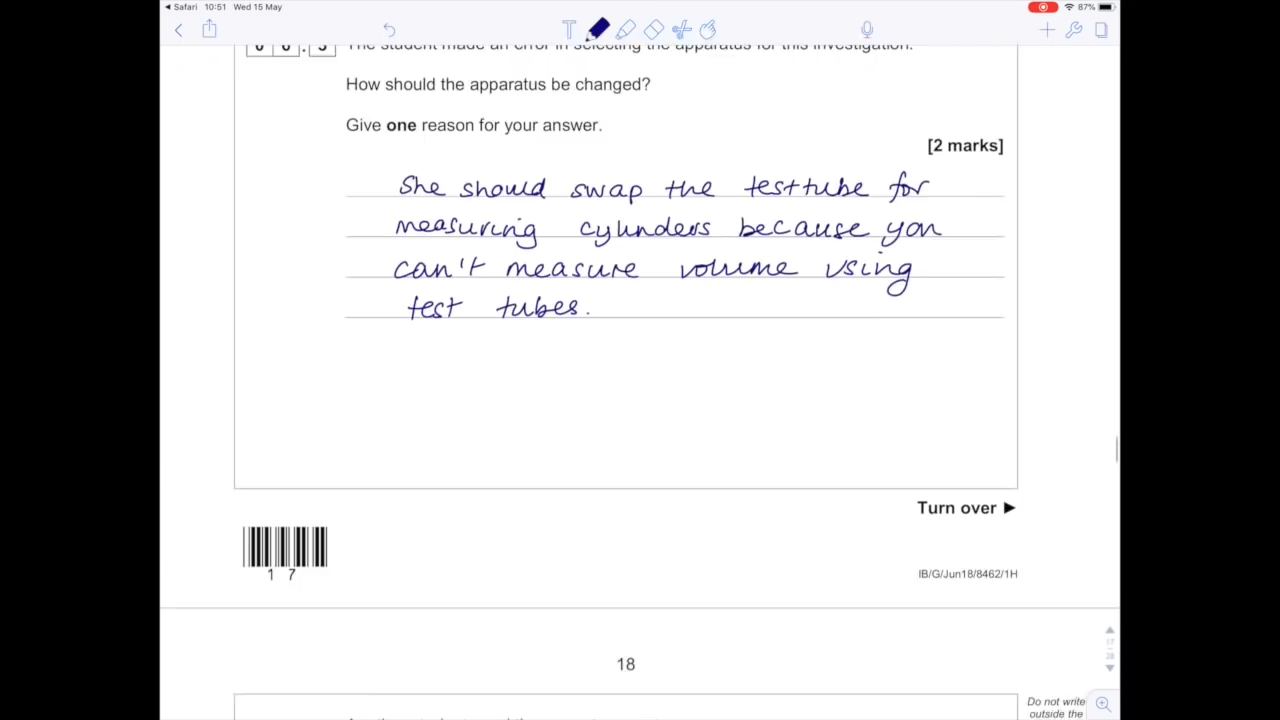 Safari 10:51 Wed 15 May 87%
The student made an error in selecting the apparatus for this investigation.
How should the apparatus be changed?
Give one reason for your answer.
[2 marks]
She should swap the testtube for
measuring cylinders because you
can't measure volume using
test tubes.
Turn over ►
1 7
IB/G/Jun18/8462/1H
18
Do not write
outside the